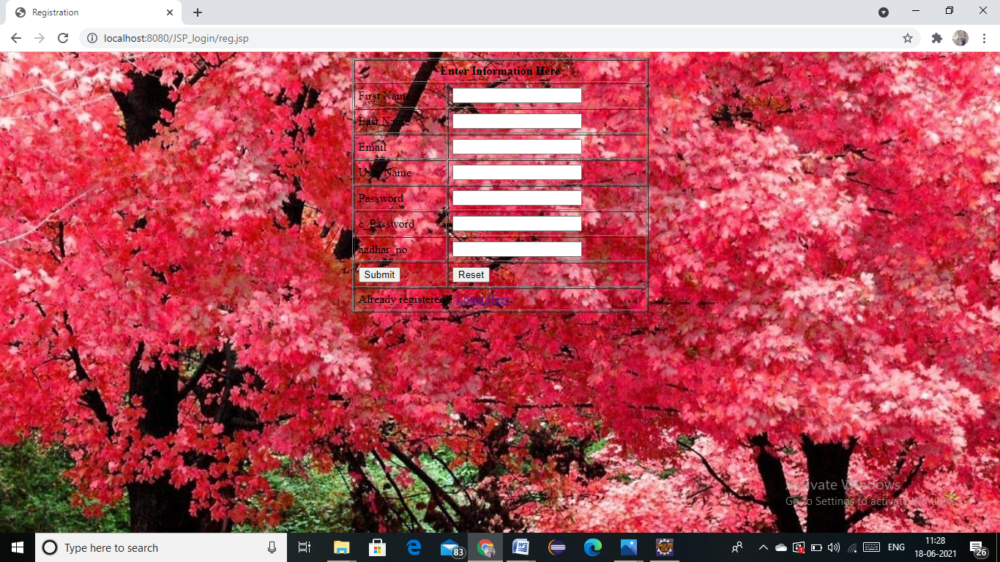 Registration
localhost:8080/JSP_login/reg.jsp
Enter Information Here
First Name
Last Name
Email
User Name
Password
c_Password
aadhar_no
Submit Reset
Already registered!! Login Here
Activate Windows
Go to Settings to activate Windows.
Type here to search
83
ENG
11:28
18-06-2021
26